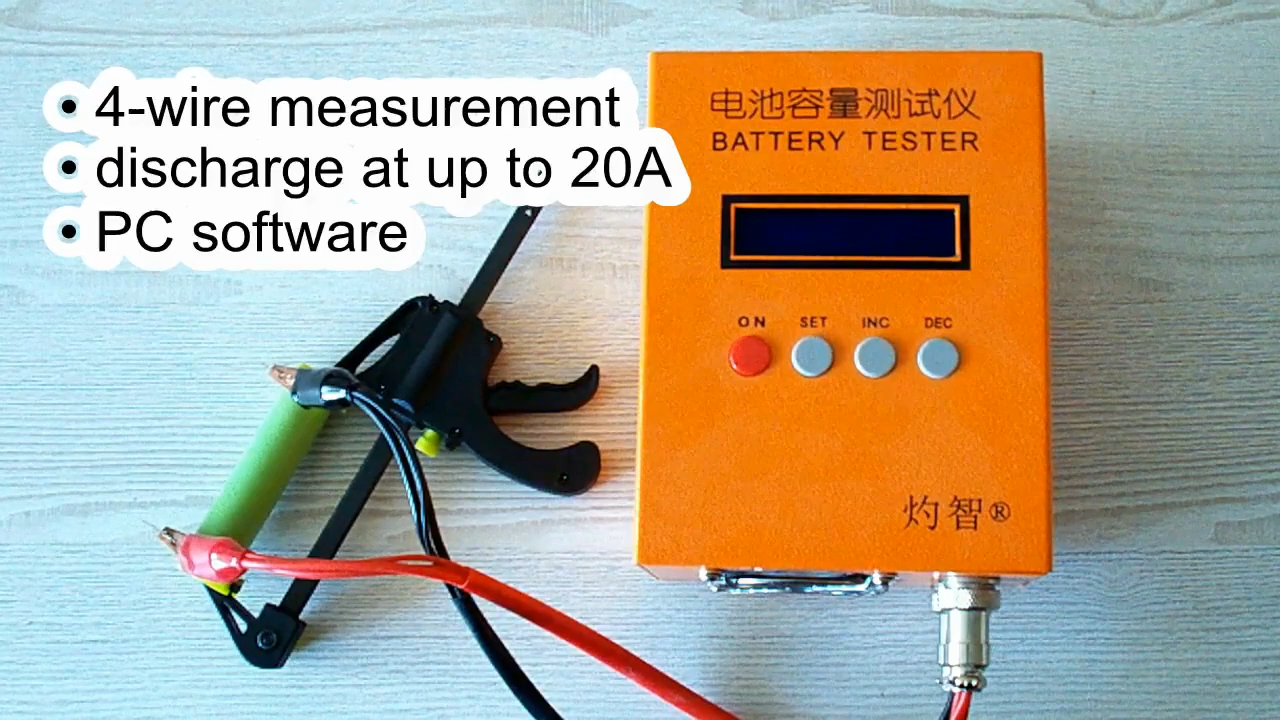 • 4-wire measurement
• discharge at up to 20A
• PC software
电池容量测试仪
BATTERY TESTER
ON SET INC DEC
灼智®